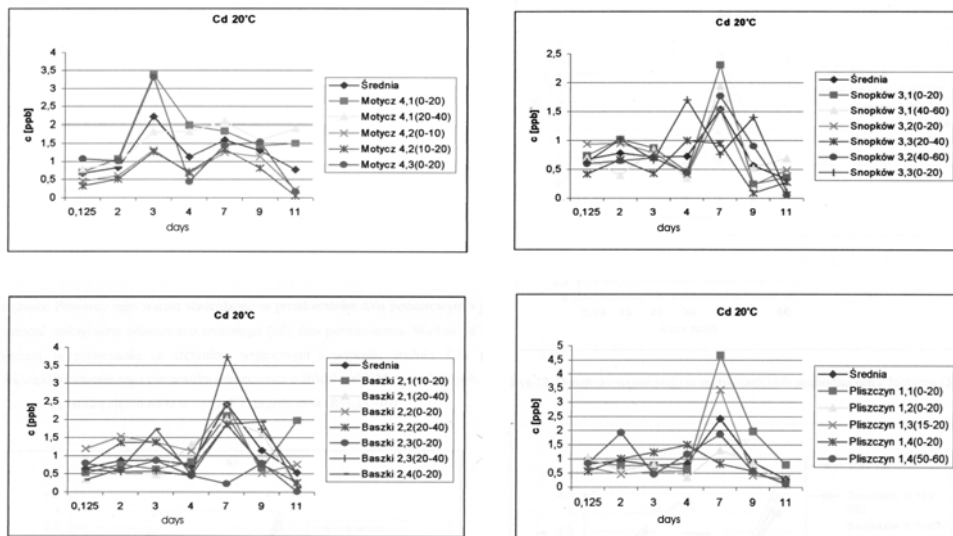 Cd 20°C
c [ppb]
4
3,5
3
2,5
2
1,5
1
0,5
0
0,125 2 3 4 7 9 11
days
Średnia
Motycz 4,1(0-20)
Motycz 4,1(20-40)
Motycz 4,2(0-10)
Motycz 4,2(10-20)
Motycz 4,3(0-20)
Cd 20°C
c [ppb]
2,5
2
1,5
1
0,5
0
0,125 2 3 4 7 9 11
days
Średnia
Snopków 3,1(0-20)
Snopków 3,1(40-60)
Snopków 3,2(0-20)
Snopków 3,3(20-40)
Snopków 3,2(40-60)
Snopków 3,3(0-20)
Cd 20°C
c [ppb]
4
3,5
3
2,5
2
1,5
1
0,5
0
0,125 2 3 4 7 9 11
days
Średnia
Baszki 2,1(10-20)
Baszki 2,1(20-40)
Baszki 2,2(0-20)
Baszki 2,2(20-40)
Baszki 2,3(0-20)
Baszki 2,3(20-40)
Baszki 2,4(0-20)
Cd 20°C
c [ppb]
5
4,5
4
3,5
3
2,5
2
1,5
1
0,5
0
0,125 2 3 4 7 9 11
days
Średnia
Pliszczyn 1,1(0-20)
Pliszczyn 1,2(0-20)
Pliszczyn 1,3(15-20)
Pliszczyn 1,4(0-20)
Pliszczyn 1,4(50-60)